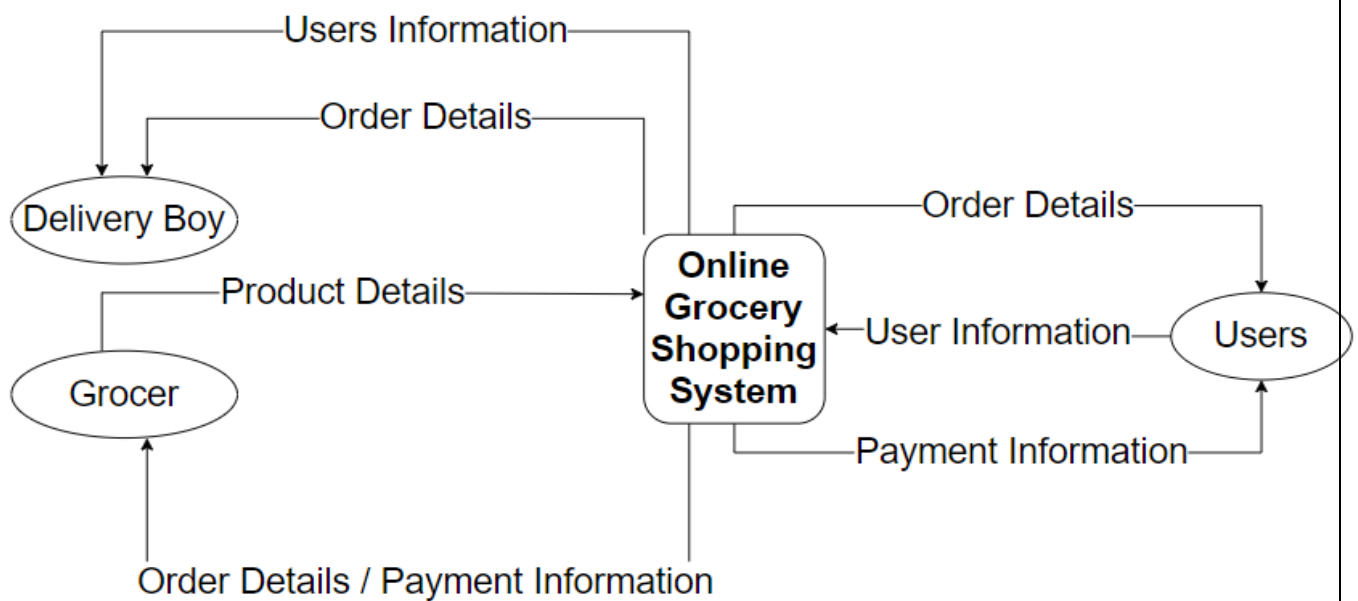 Users Information
Order Details
Delivery Boy
Order Details
Online
Grocery
Shopping
System
Product Details
User Information
Users
Grocer
Payment Information
Order Details / Payment Information